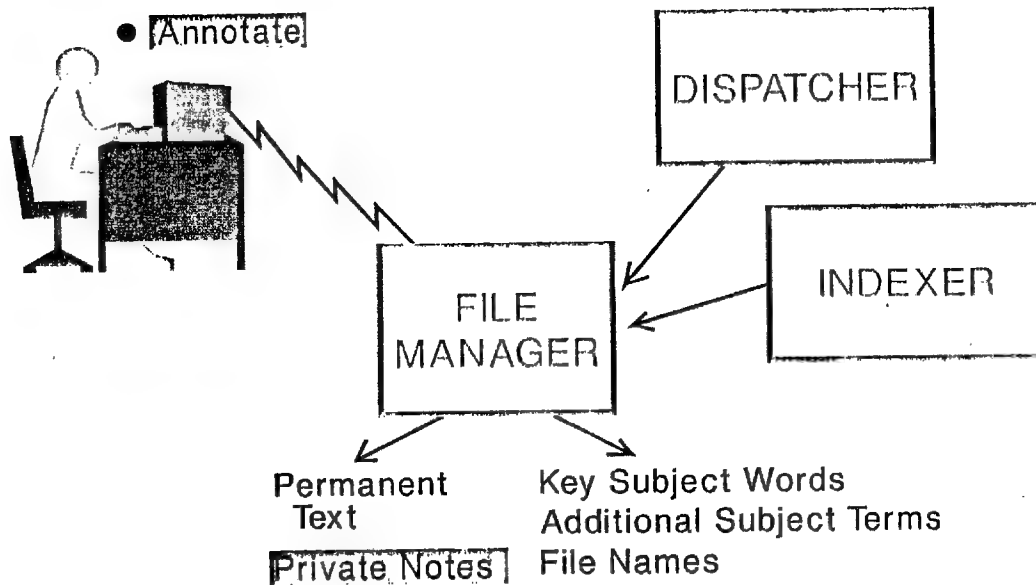 ● Annotate
DISPATCHER
INDEXER
FILE
MANAGER
Permanent
Text
Private Notes
Key Subject Words
Additional Subject Terms
File Names